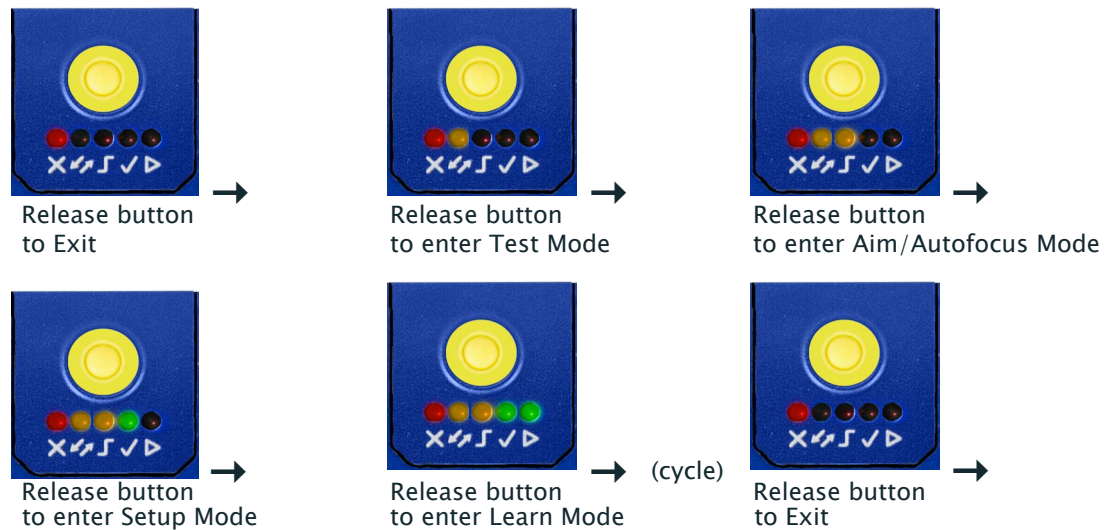 Release button
to Exit
Release button
to enter Test Mode
Release button
to enter Aim/Autofocus Mode
Release button
to enter Setup Mode
Release button
to enter Learn Mode
(cycle)
Release button
to Exit